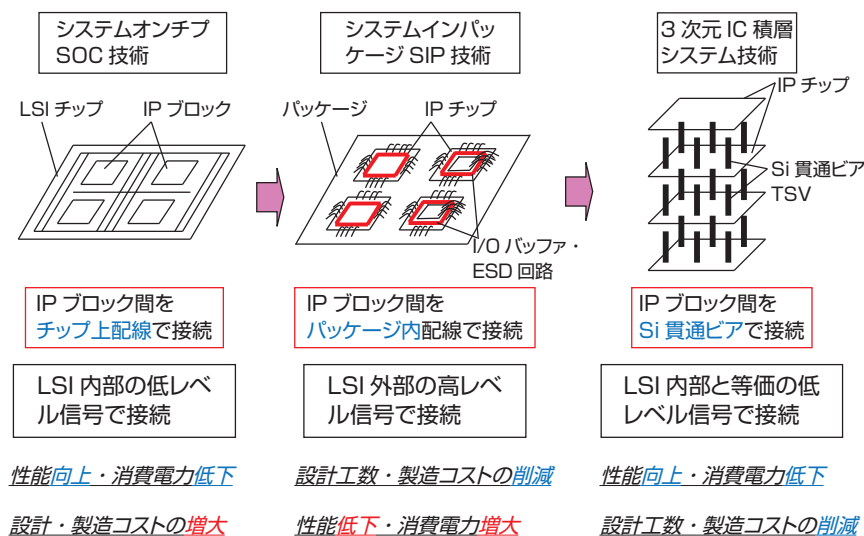 システムオンチプ
SOC 技術
LSI チップ
IP ブロック
IP ブロック間を
チップ上配線で接続
LSI 内部の低レベ
ル信号で接続
性能向上・消費電力低下
設計・製造コストの増大
システムインパッ
ケージ SIP 技術
パッケージ
IP チップ
I/O バッファ・
ESD 回路
IP ブロック間を
パッケージ内配線で接続
LSI 外部の高レベ
ル信号で接続
設計工数・製造コストの削減
性能低下・消費電力増大
3 次元 IC 積層
システム技術
IP チップ
Si 貫通ビア
TSV
IP ブロック間を
Si 貫通ビアで接続
LSI 内部と等価の低
レベル信号で接続
性能向上・消費電力低下
設計工数・製造コストの削減